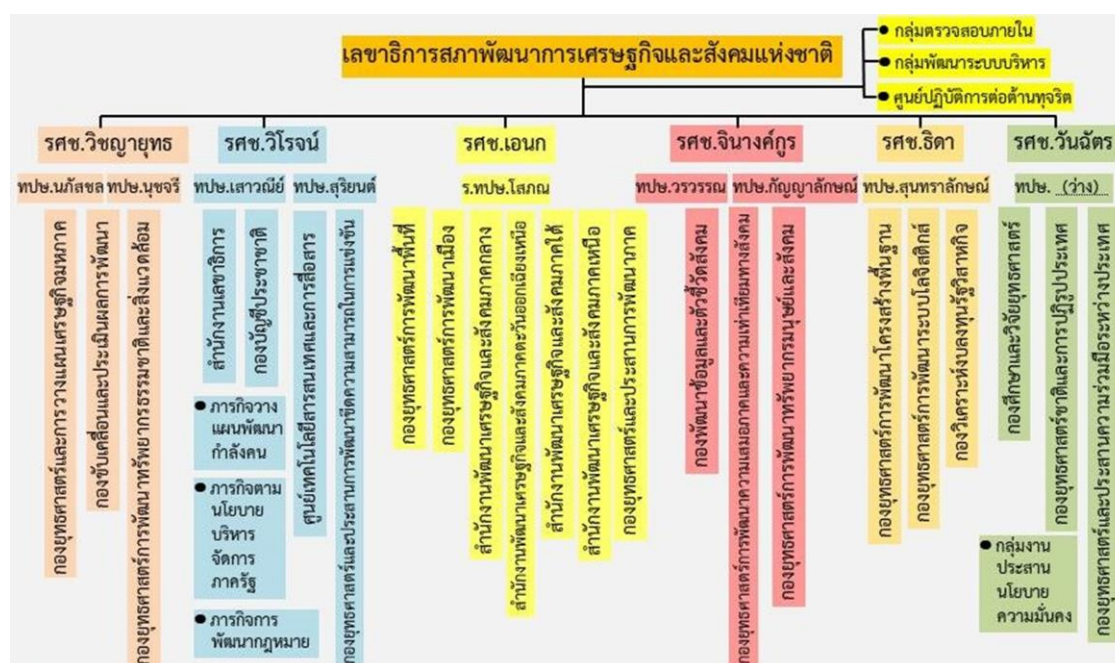 เลขาธิการสภาพัฒนาการเศรษฐกิจและสังคมแห่งชาติ
● กลุ่มตรวจสอบภายใน
● กลุ่มพัฒนาระบบบริหาร
● ศูนย์ปฏิบัติการต่อต้านทุจริต
รศช.วิชญายุทธ
ทปษ.นภัสชล
ทปษ.นุชจรี
กองยุทธศาสตร์และการวางแผนเศรษฐกิจมหภาค
กองขับเคลื่อนและประเมินผลการพัฒนา
กองยุทธศาสตร์การพัฒนาทรัพยากรธรรมชาติและสิ่งแวดล้อม
รศช.วิโรจน์
ทปษ.เสาวณีย์
ทปษ.สุริยนต์
สำนักงานเลขาธิการ
กองบัญชีประชาชาติ
ศูนย์เทคโนโลยีสารสนเทศและการสื่อสาร
กองยุทธศาสตร์และประสานการพัฒนาขีดความสามารถในการแข่งขัน
● ภารกิจวาง
แผนพัฒนา
กำลังคน
● ภารกิจตาม
นโยบาย
บริหาร
จัดการ
ภาครัฐ
● ภารกิจการ
พัฒนากฎหมาย
รศช.เอนก
ร.ทปษ.โสภณ
กองยุทธศาสตร์การพัฒนาพื้นที่
กองยุทธศาสตร์การพัฒนาเมือง
สำนักงานพัฒนาเศรษฐกิจและสังคมภาคกลาง
สำนักงานพัฒนาเศรษฐกิจและสังคมภาคตะวันออกเฉียงเหนือ
สำนักงานพัฒนาเศรษฐกิจและสังคมภาคใต้
สำนักงานพัฒนาเศรษฐกิจและสังคมภาคเหนือ
กองยุทธศาสตร์และประสานการพัฒนาภาค
รศช.จินางค์กูร
ทปษ.วรวรรณ
ทปษ.กัญญาลักษณ์
กองพัฒนาข้อมูลและตัวชี้วัดสังคม
กองยุทธศาสตร์การพัฒนาความเสมอภาคและความเท่าเทียมทางสังคม
กองยุทธศาสตร์การพัฒนาทรัพยากรมนุษย์และสังคม
รศช.ธิดา
ทปษ.สุนทราลักษณ์
กองยุทธศาสตร์การพัฒนาโครงสร้างพื้นฐาน
กองยุทธศาสตร์การพัฒนาระบบโลจิสติกส์
กองวิเคราะห์งบลงทุนรัฐวิสาหกิจ
รศช.วันฉัตร
ทปษ. (ว่าง)
กองศึกษาและวิจัยยุทธศาสตร์
กองยุทธศาสตร์ชาติและการปฏิรูปประเทศ
กองยุทธศาสตร์และประสานความร่วมมือระหว่างประเทศ
● กลุ่มงาน
ประสาน
นโยบาย
ความมั่นคง